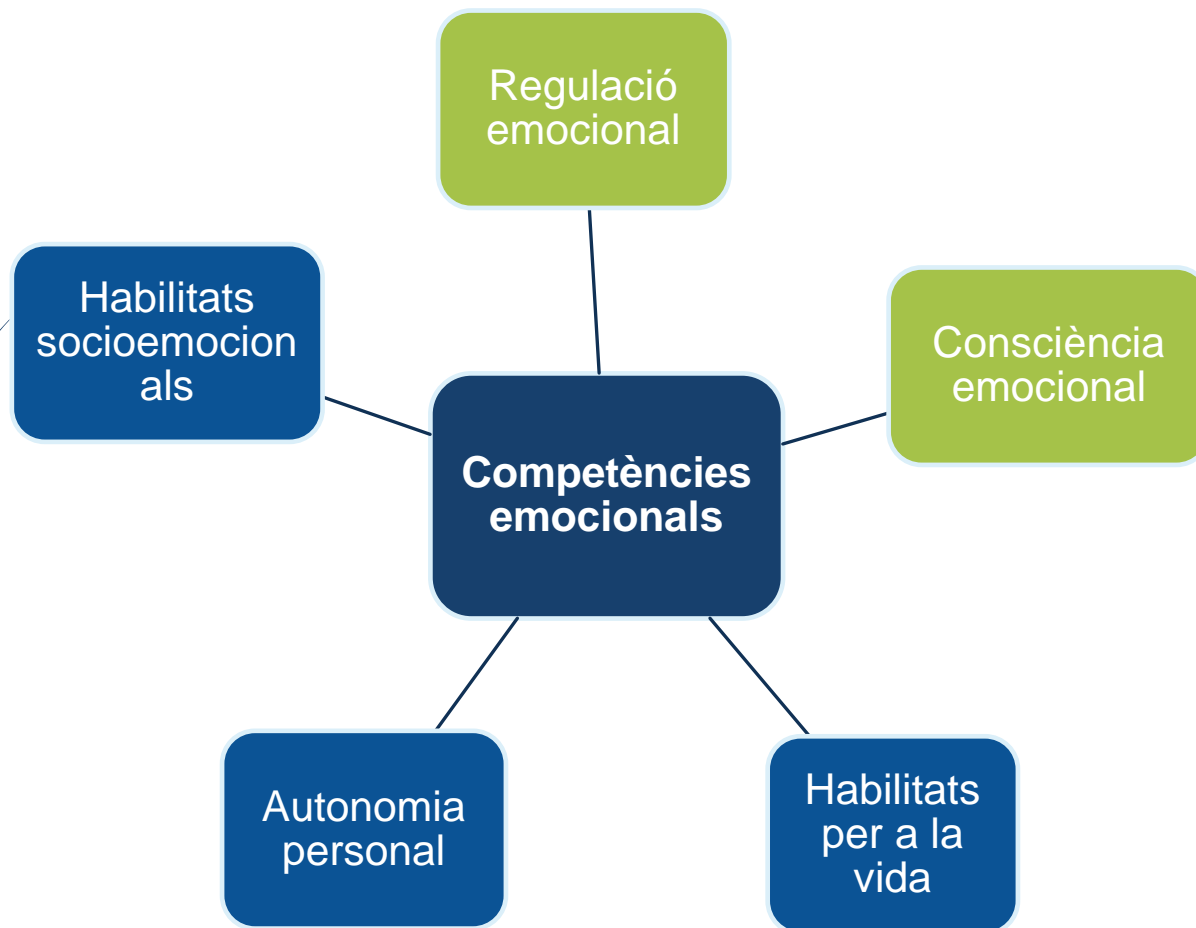 Regulació
emocional
Habilitats
socioemocion
als
Consciència
emocional
Competències
emocionals
Autonomia
personal
Habilitats
per a la
vida